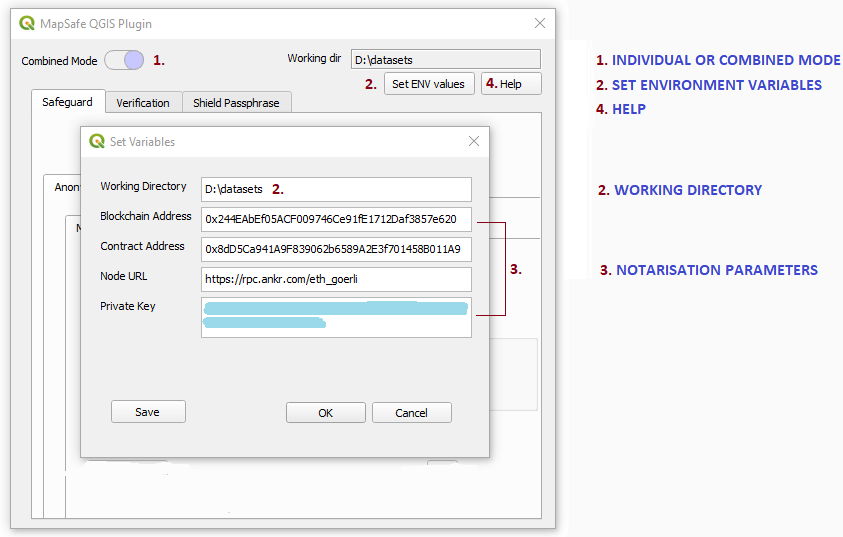 MapSafe QGIS Plugin
Combined Mode 1. Working dir D:\datasets
1. INDIVIDUAL OR COMBINED MODE
2. Set ENV values 4. Help
2. SET ENVIRONMENT VARIABLES
Safeguard Verification Shield Passphrase
4. HELP
Set Variables
Working Directory D:\datasets 2.
2. WORKING DIRECTORY
Blockchain Address 0x244EAbEf05ACF009746Ce91fE1712Daf3857e620
Contract Address 0x8dD5Ca941A9F839062b6589A2E3f701458B011A9
3.
3. NOTARISATION PARAMETERS
Node URL https://rpc.ankr.com/eth_goerli
Private Key
Save OK Cancel